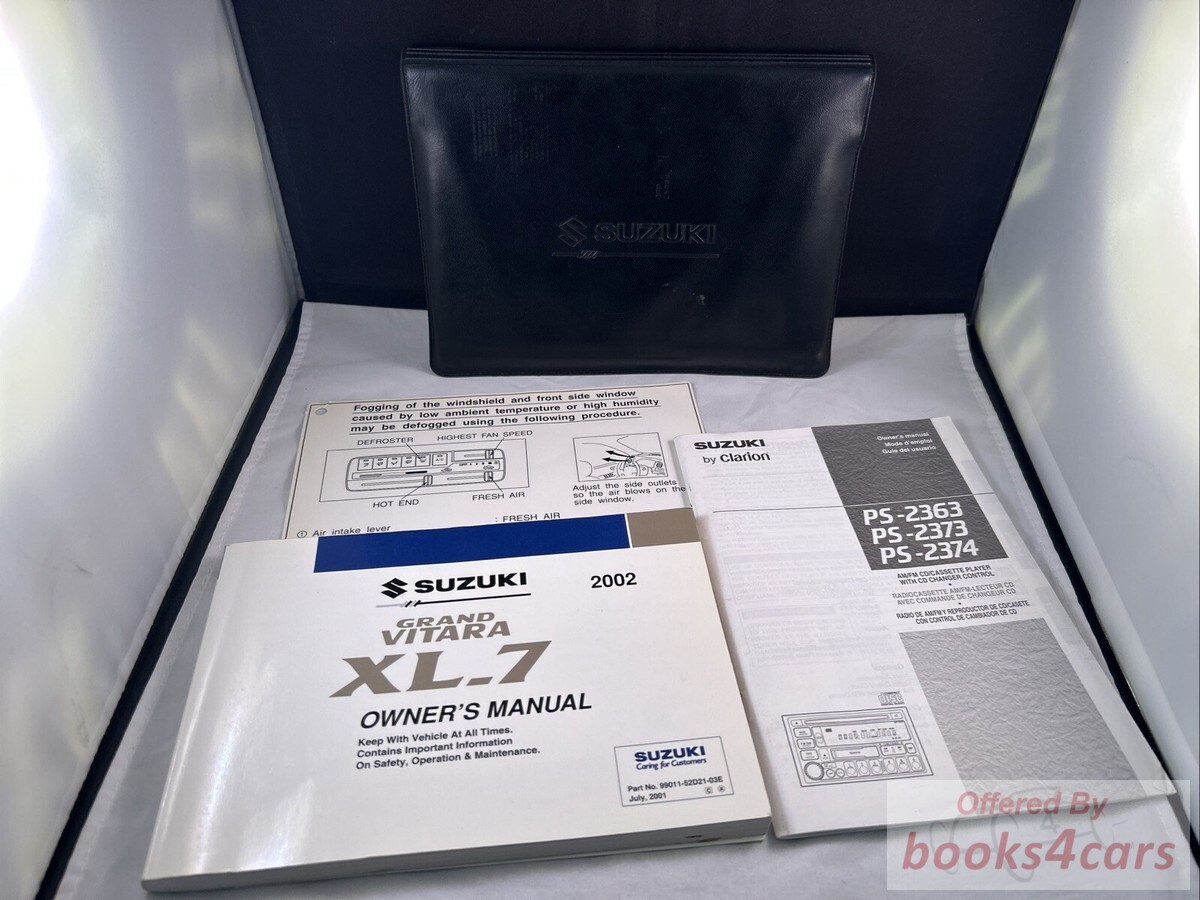 SUZUKI
Fogging of the windshield and front side window
caused by low ambient temperature or high humidity
may be defogged using the following procedure.
DEFROSTER
HIGHEST FAN SPEED
HOT END
FRESH AIR
Adjust the side outlets
so the air blows on the
side window.
① Air intake lever
: FRESH AIR
SUZUKI
2002
GRAND
VITARA
XL-7
OWNER'S MANUAL
Keep With Vehicle At All Times.
Contains Important Information
On Safety, Operation & Maintenance.
SUZUKI
Caring for Customers
Part No. 99011-52D21-03E
July, 2001
SUZUKI
by Clarion
Owner's manual
Mode d'emploi
Guia del usuario
PS-2363
PS-2373
PS-2374
AM/FM CD/CASSETTE PLAYER
WITH CD CHANGER CONTROL
•
RADIOCASSETTE AM/FM-LECTEUR CD
AVEC COMMANDE DE CHANGEUR CD
•
RADIO DE AM/FM Y REPRODUCTOR DE CD/CASETE
CON CONTROL DE CAMBIADOR DE CD
Offered By
books4cars